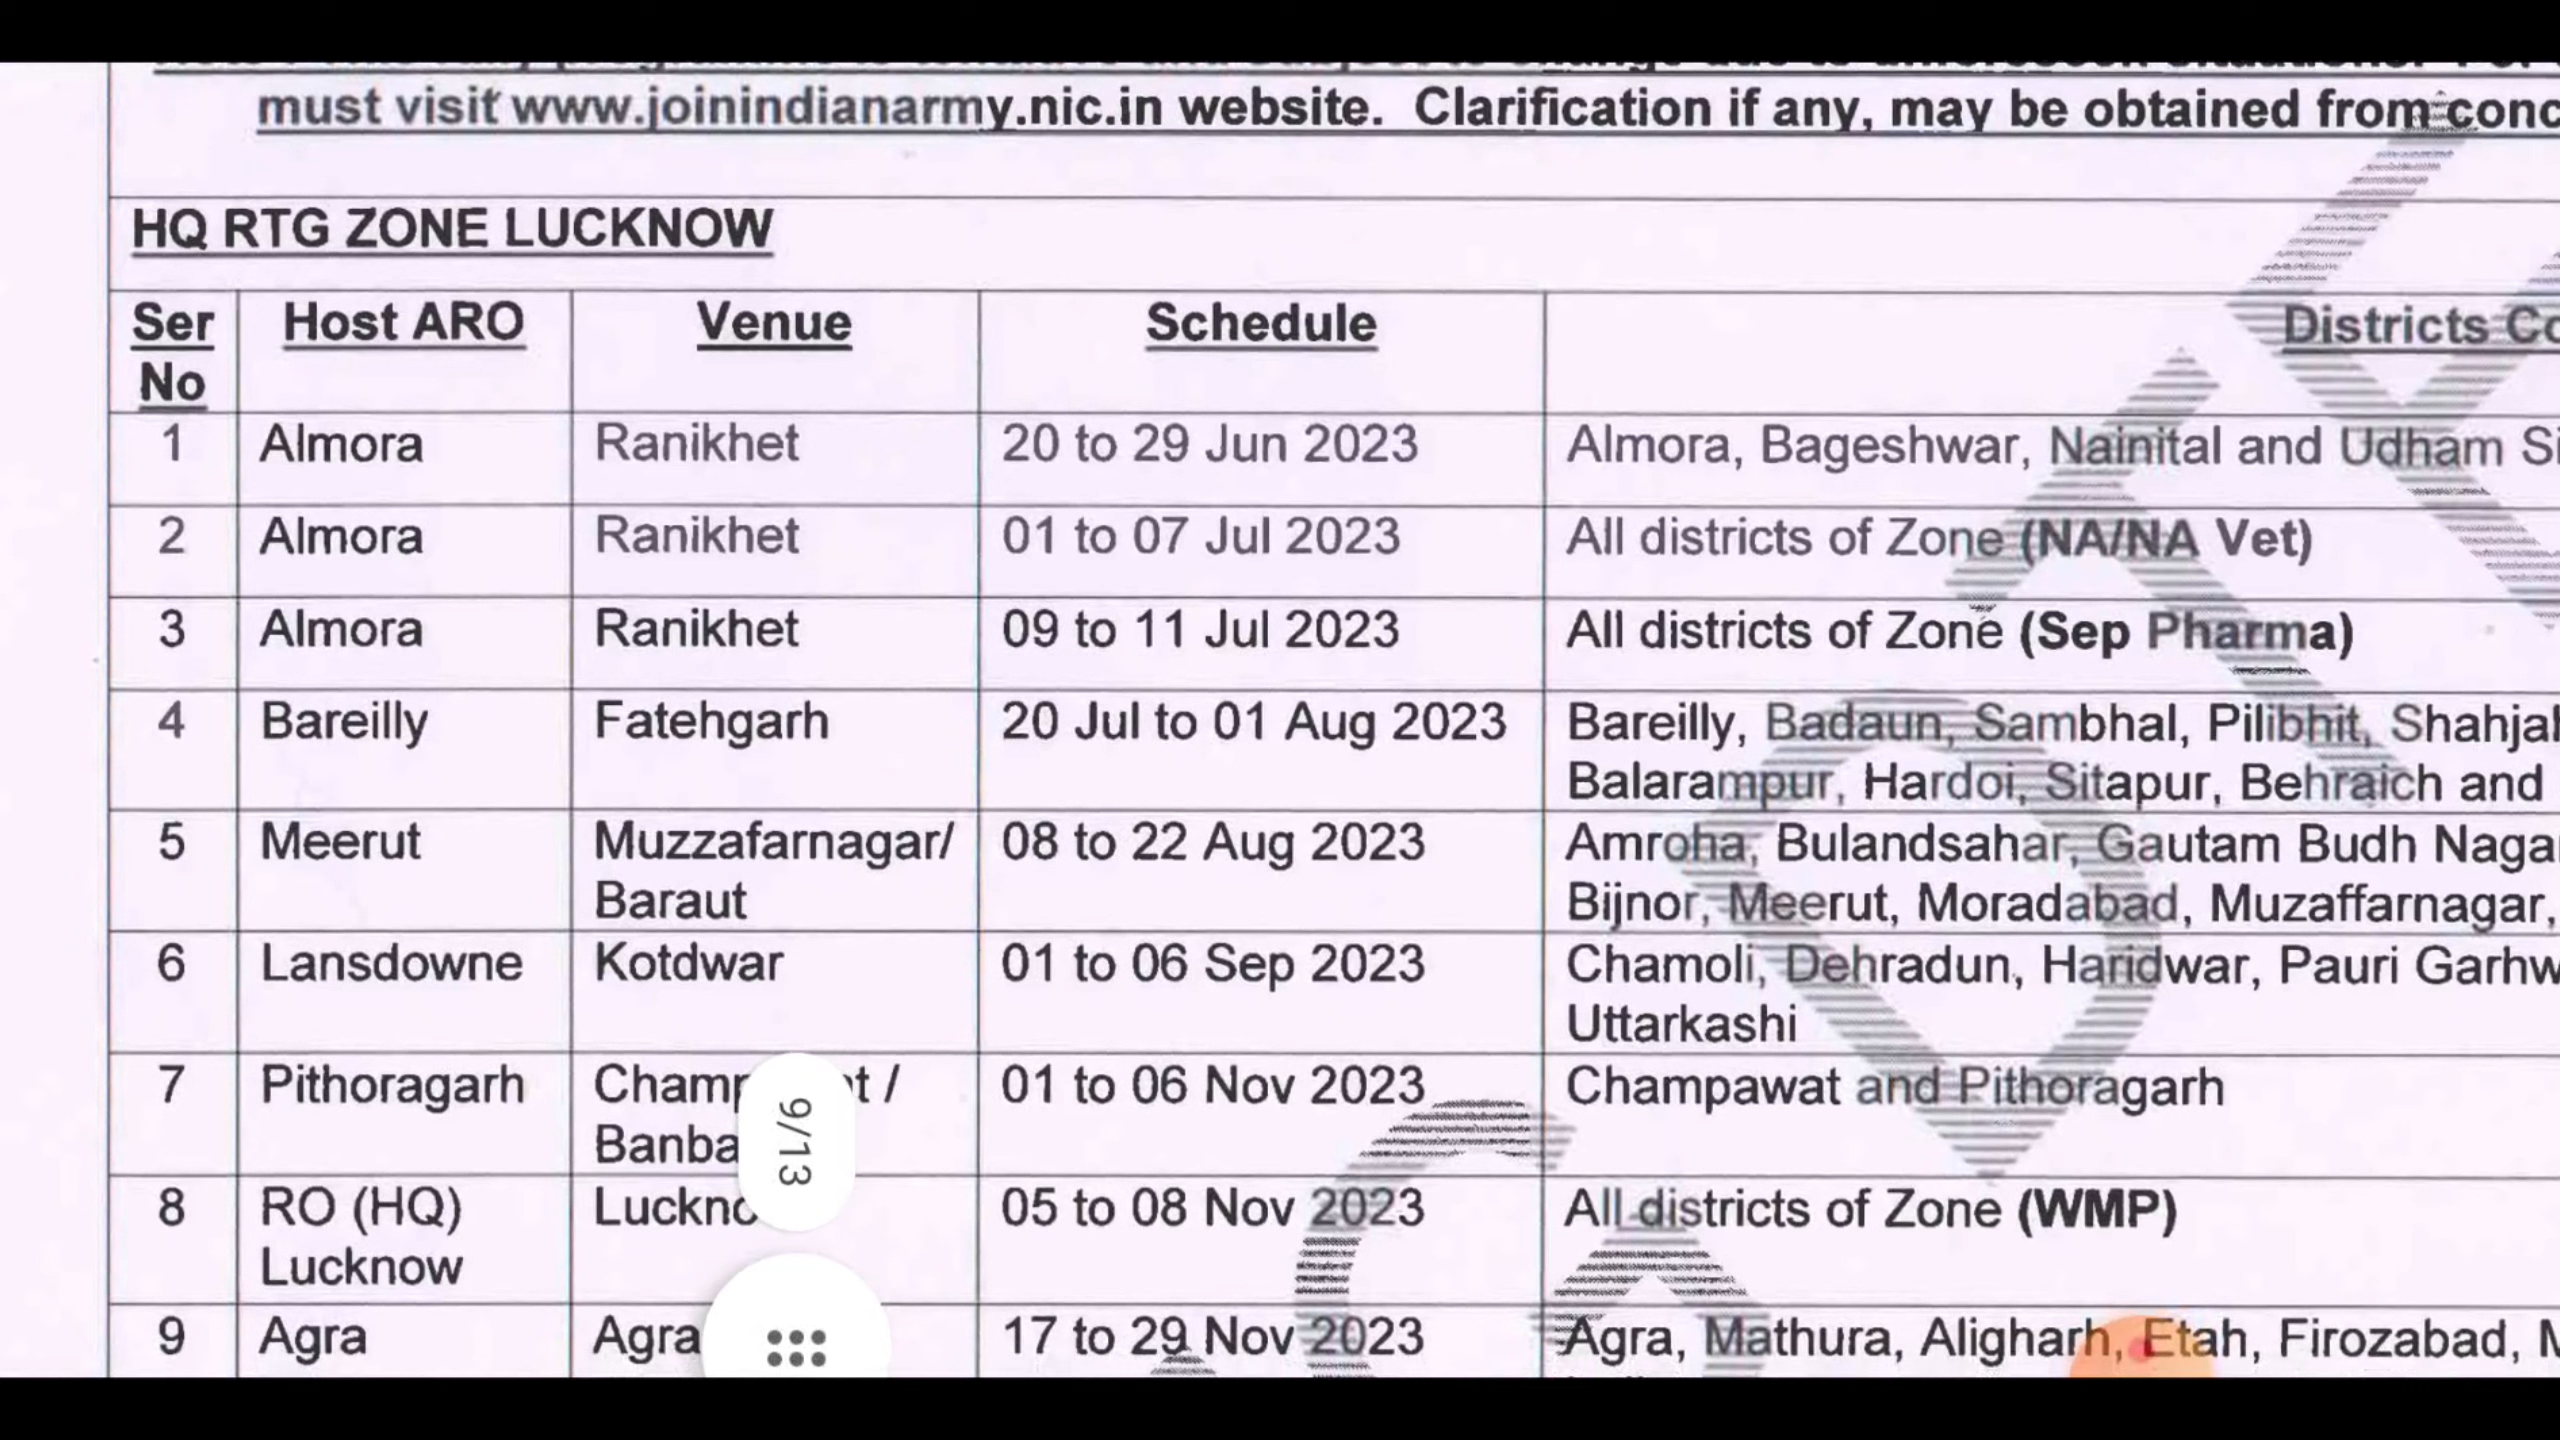 must visit www.joinindianarmy.nic.in website. Clarification if any, may be obtained from conc
HQ RTG ZONE LUCKNOW
Ser No Host ARO Venue Schedule Districts Co
1 Almora Ranikhet 20 to 29 Jun 2023 Almora, Bageshwar, Nainital and Udham Si
2 Almora Ranikhet 01 to 07 Jul 2023 All districts of Zone (NA/NA Vet)
3 Almora Ranikhet 09 to 11 Jul 2023 All districts of Zone (Sep Pharma)
4 Bareilly Fatehgarh 20 Jul to 01 Aug 2023 Bareilly, Badaun, Sambhal, Pilibhit, Shahjah
Balarampur, Hardoi, Sitapur, Behraich and
5 Meerut Muzzafarnagar/ 08 to 22 Aug 2023 Amroha, Bulandsahar, Gautam Budh Nagar
Baraut Bijnor, Meerut, Moradabad, Muzaffarnagar,
6 Lansdowne Kotdwar 01 to 06 Sep 2023 Chamoli, Dehradun, Haridwar, Pauri Garhw
Uttarkashi
7 Pithoragarh / 01 to 06 Nov 2023 Champawat and Pithoragarh
Banba
9/13
8 RO (HQ) Luckno 05 to 08 Nov 2023 All districts of Zone (WMP)
Lucknow
9 Agra Agra 17 to 29 Nov 2023 Agra, Mathura, Aligharh, Etah, Firozabad, M